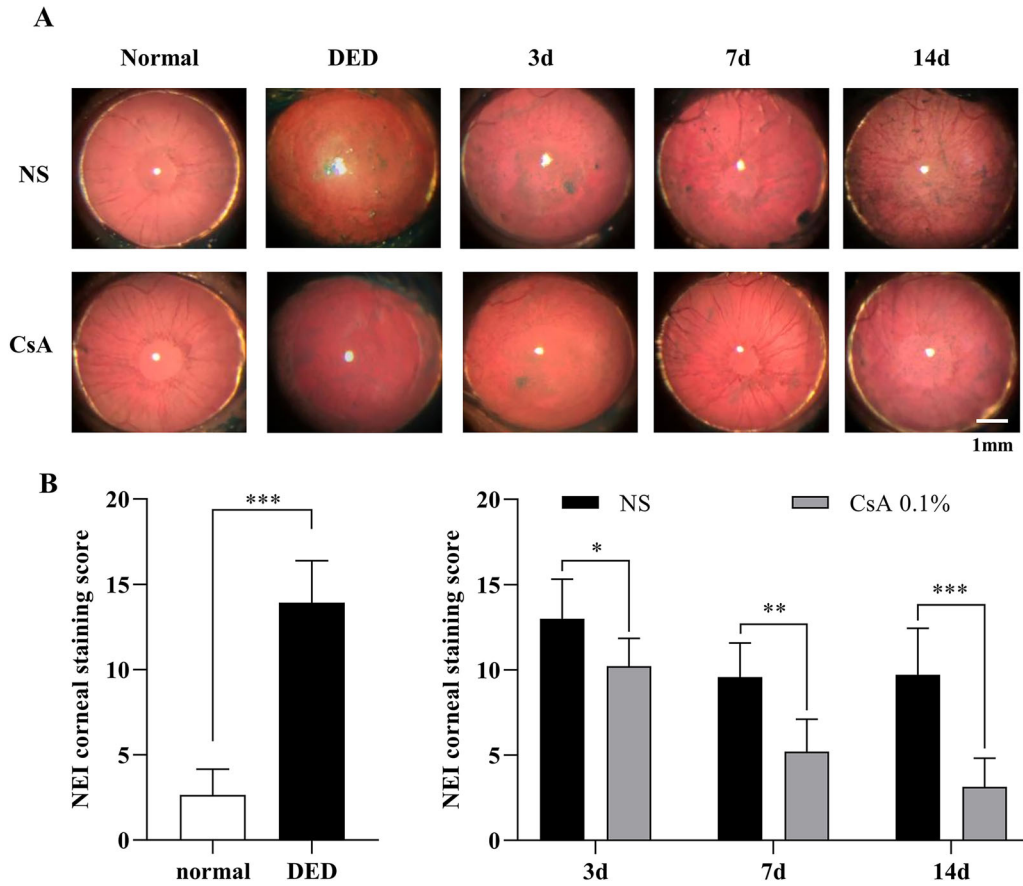 A
Normal DED 3d 7d 14d
NS
CsA
1mm
B
NEI corneal staining score
20
15
10
5
0
***
normal DED
NEI corneal staining score
20
15
10
5
0
NS CsA 0.1%
*
**
***
3d 7d 14d